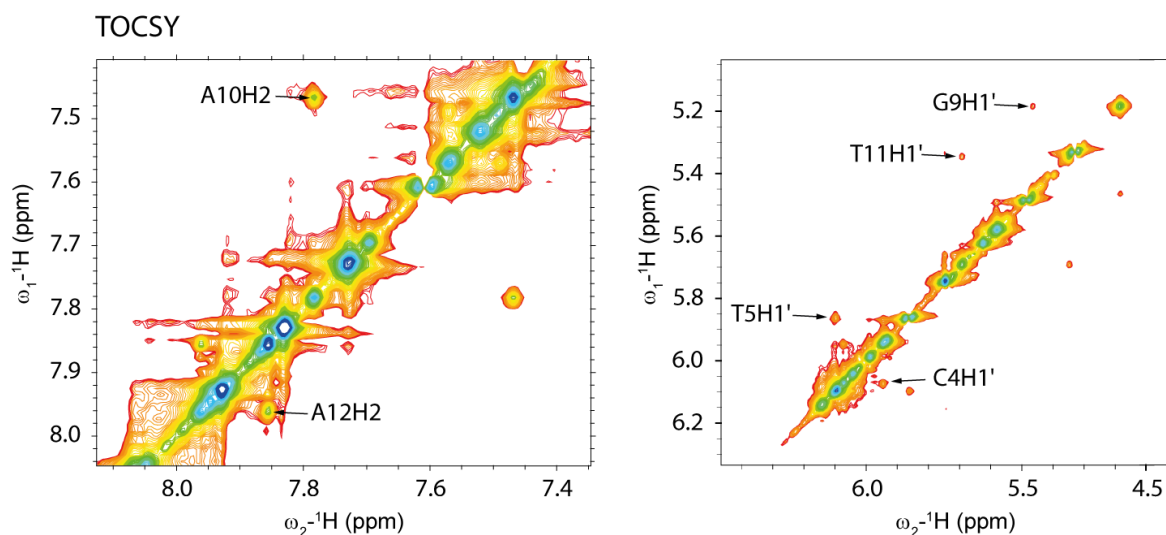 TOCSY
A10H2
A12H2
7.5
7.6
7.7
7.8
7.9
8.0
ω1-1H (ppm)
8.0
7.8
7.6
7.4
ω2-1H (ppm)
G9H1'
T11H1'
T5H1'
C4H1'
5.2
5.4
5.6
5.8
6.0
6.2
ω1-1H (ppm)
6.0
5.5
4.5
ω2-1H (ppm)